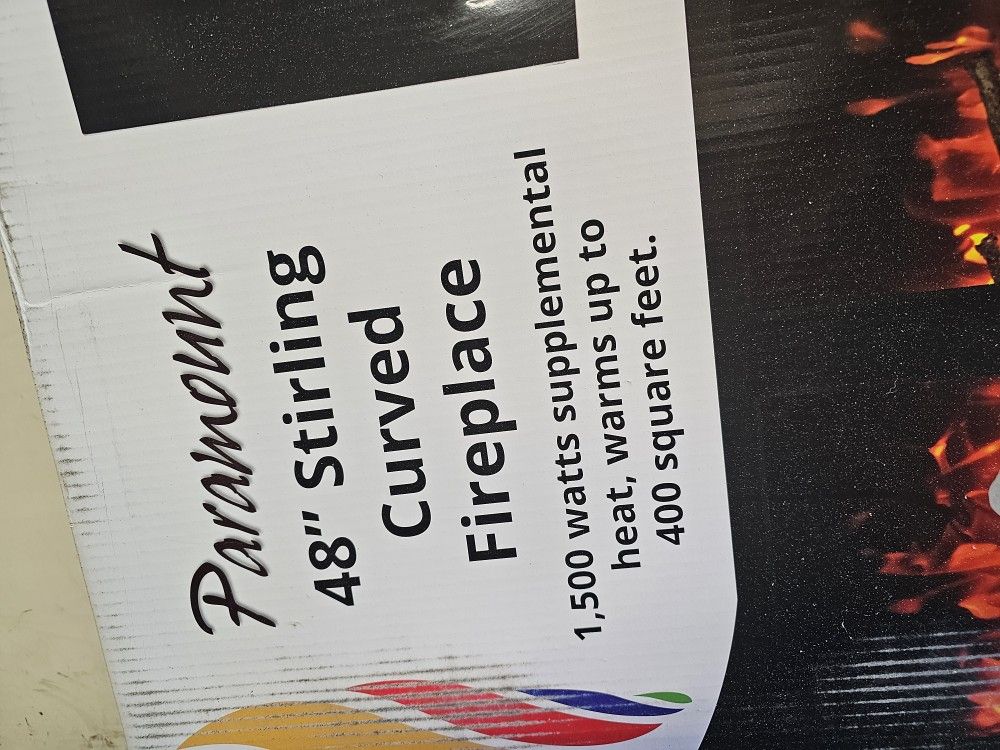 Paramount
48" Stirling
Curved
Fireplace
1,500 watts supplemental
heat, warms up to
400 square feet.